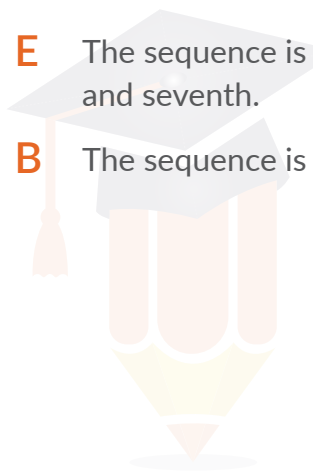 E The sequence is
and seventh.
B The sequence is